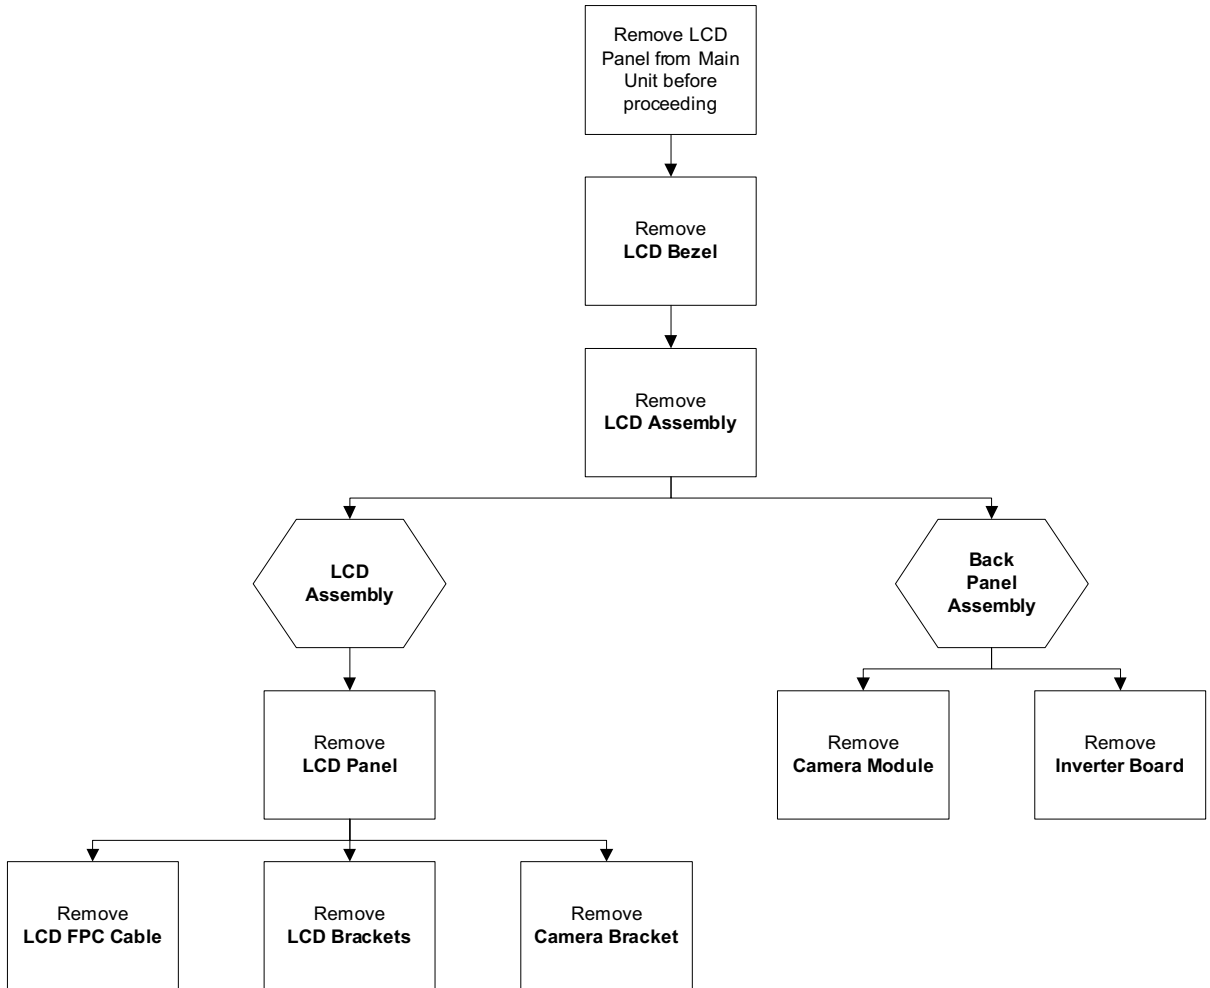 Remove LCD
Panel from Main
Unit before
proceeding
Remove
LCD Bezel
Remove
LCD Assembly
LCD
Assembly
Back
Panel
Assembly
Remove
LCD Panel
Remove
Camera Module
Remove
Inverter Board
Remove
LCD FPC Cable
Remove
LCD Brackets
Remove
Camera Bracket